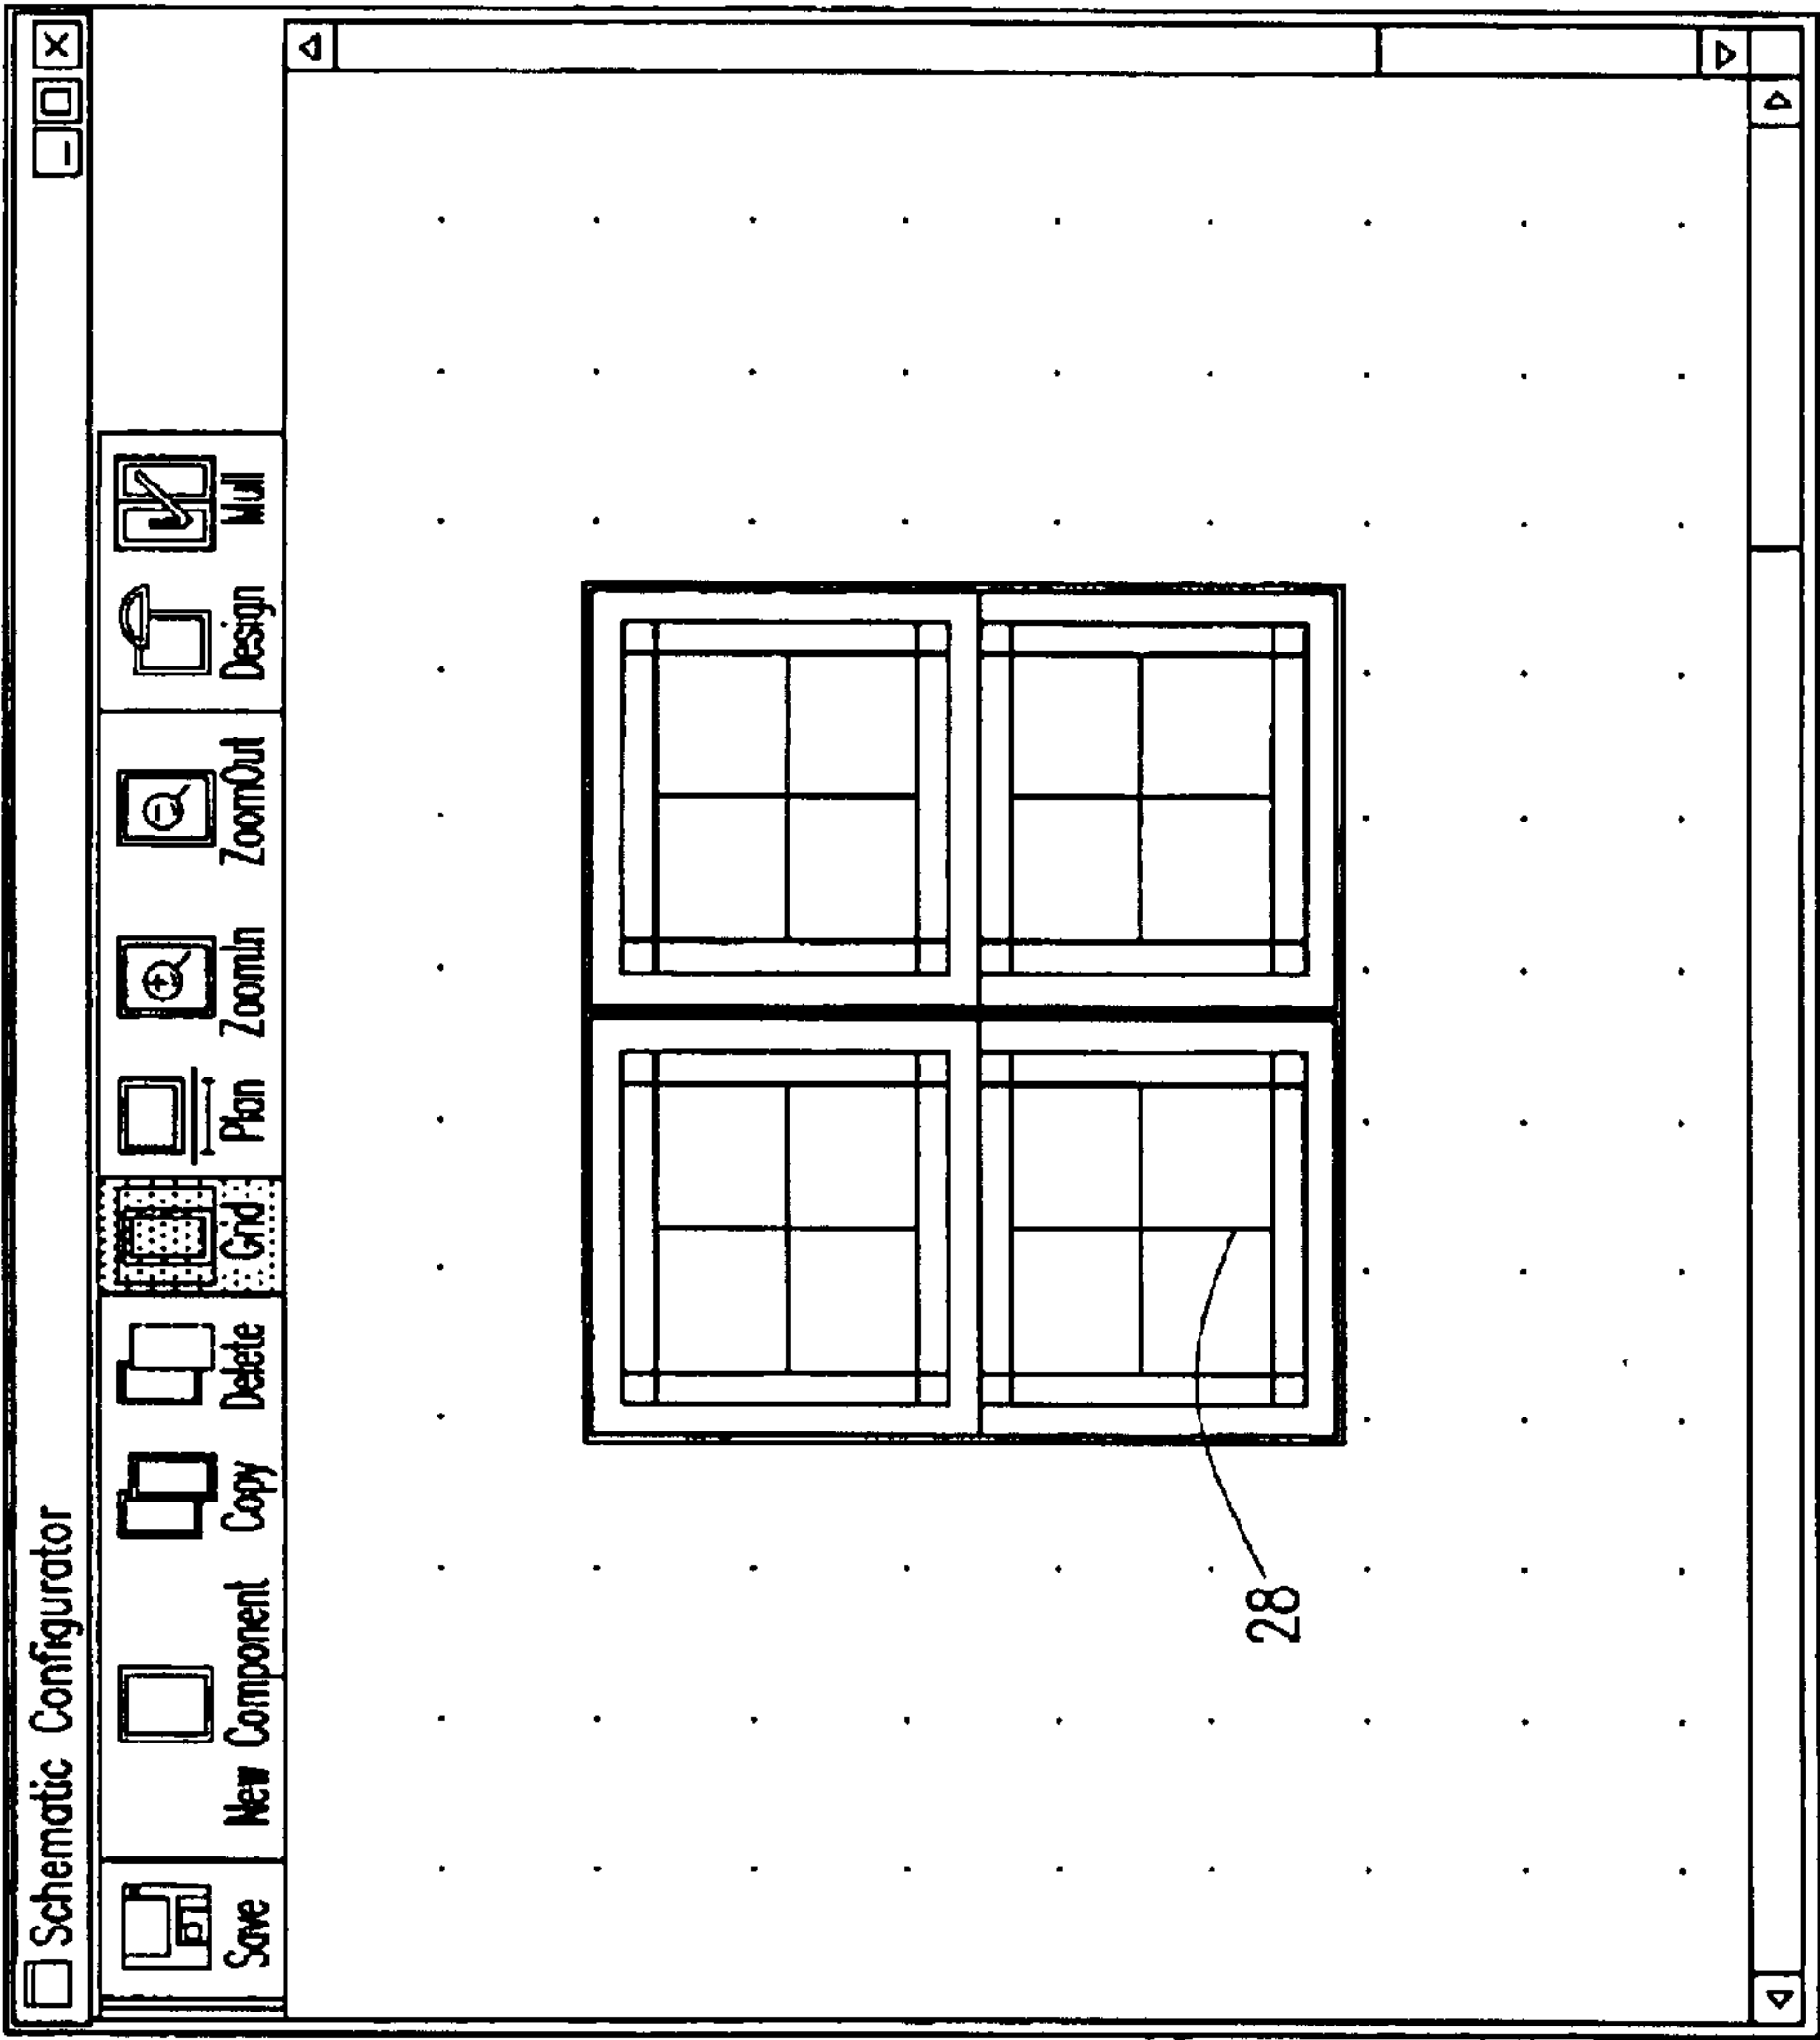 Schematic Configurator
Save New Component Copy Delete Grid Plan ZoomIn ZoomOut Design Mull
28